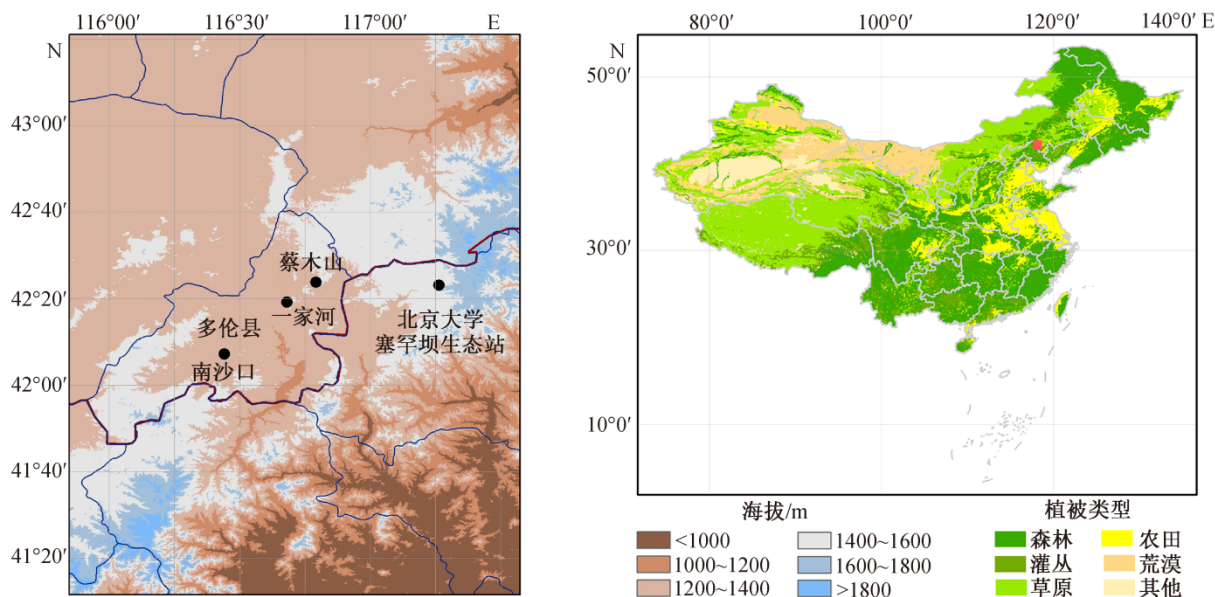 116°00′ 116°30′ 117°00′ E
N
43°00′
42°40′
42°20′
42°00′
41°40′
41°20′
蔡木山
一家河
多伦县
南沙口
北京大学
塞罕坝生态站
80°0′ 100°0′ 120°0′ 140°0′ E
N
50°0′
30°0′
10°0′
海拔/m
<1000
1000~1200
1200~1400
1400~1600
1600~1800
>1800
植被类型
森林
灌丛
草原
农田
荒漠
其他